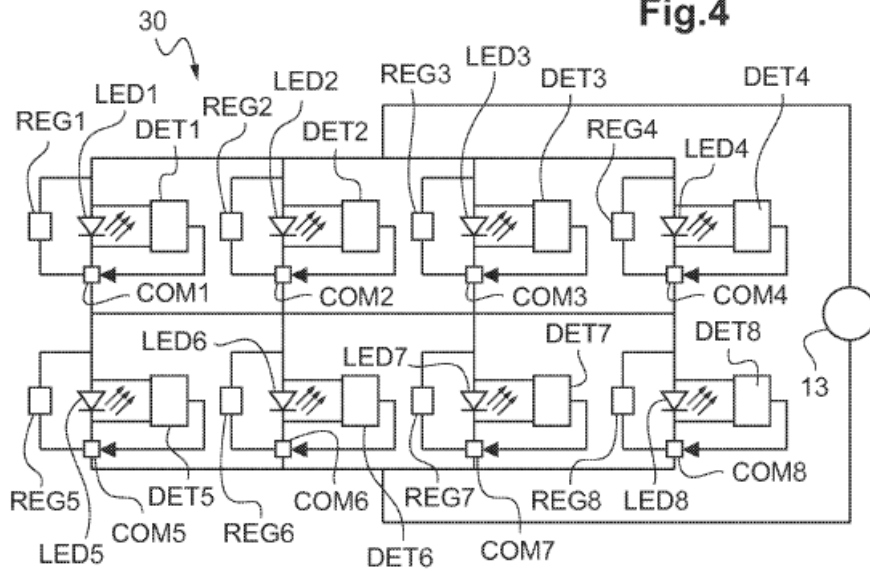 Fig.4
30
LED1
LED2
LED3
REG1
REG2
REG3
REG4
DET1
DET2
DET3
DET4
LED4
COM1
COM2
COM3
COM4
LED6
LED7
DET7
DET8
13
REG5
LED5
COM5
DET5
REG6
COM6
DET6
REG7
COM7
REG8
LED8
COM8